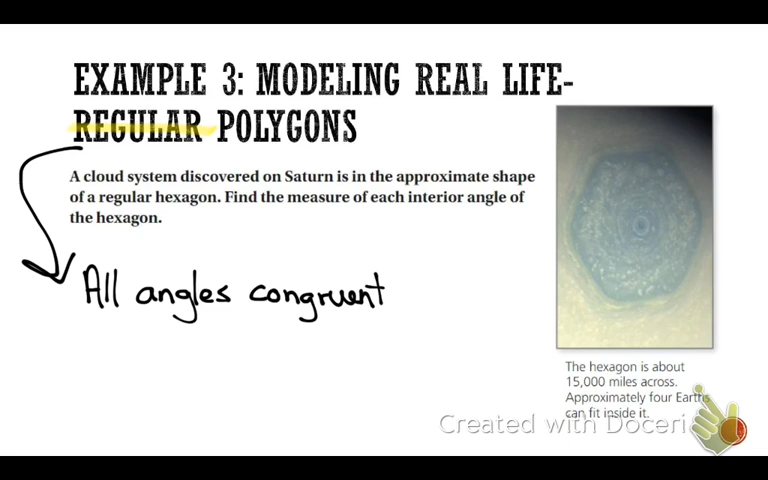 EXAMPLE 3: MODELING REAL LIFE-
REGULAR POLYGONS
A cloud system discovered on Saturn is in the approximate shape
of a regular hexagon. Find the measure of each interior angle of
the hexagon.
All angles congruent
The hexagon is about
15,000 miles across.
Approximately four Earths
can fit inside it.
Created with Doceri